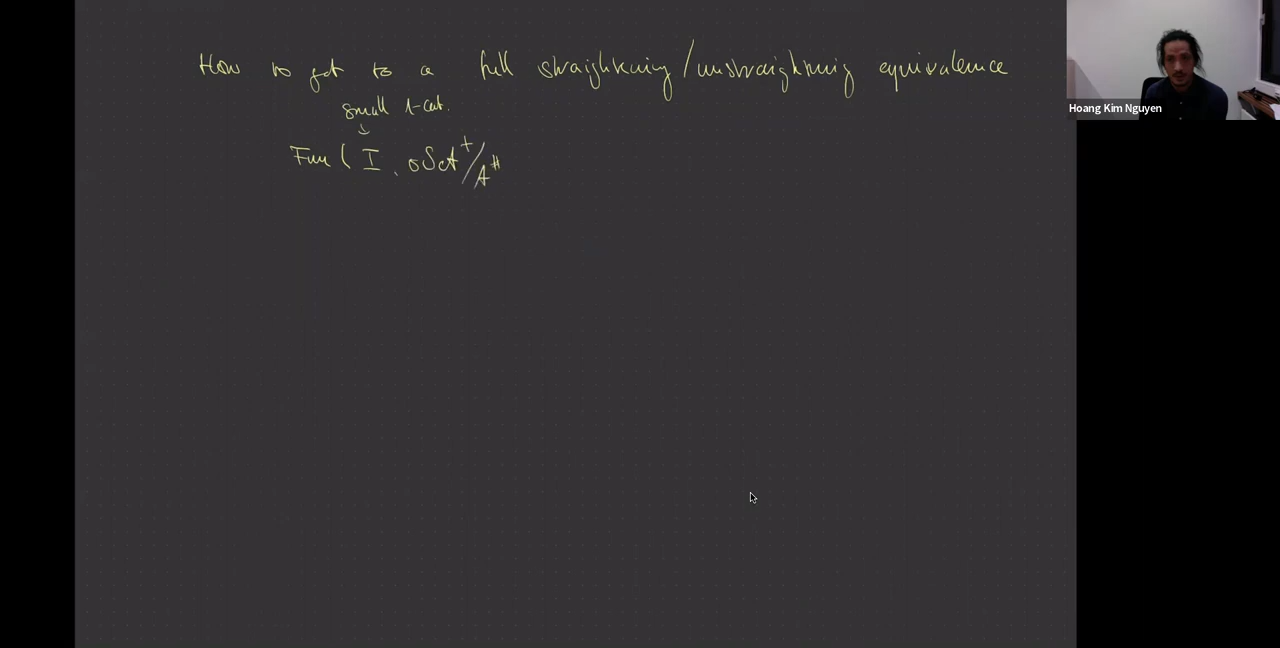 How to get to a full straightening/unstraightening equivalence
small 1-cat.
↓
Fun ( I, sSet⁺/A^#
Hoang Kim Nguyen